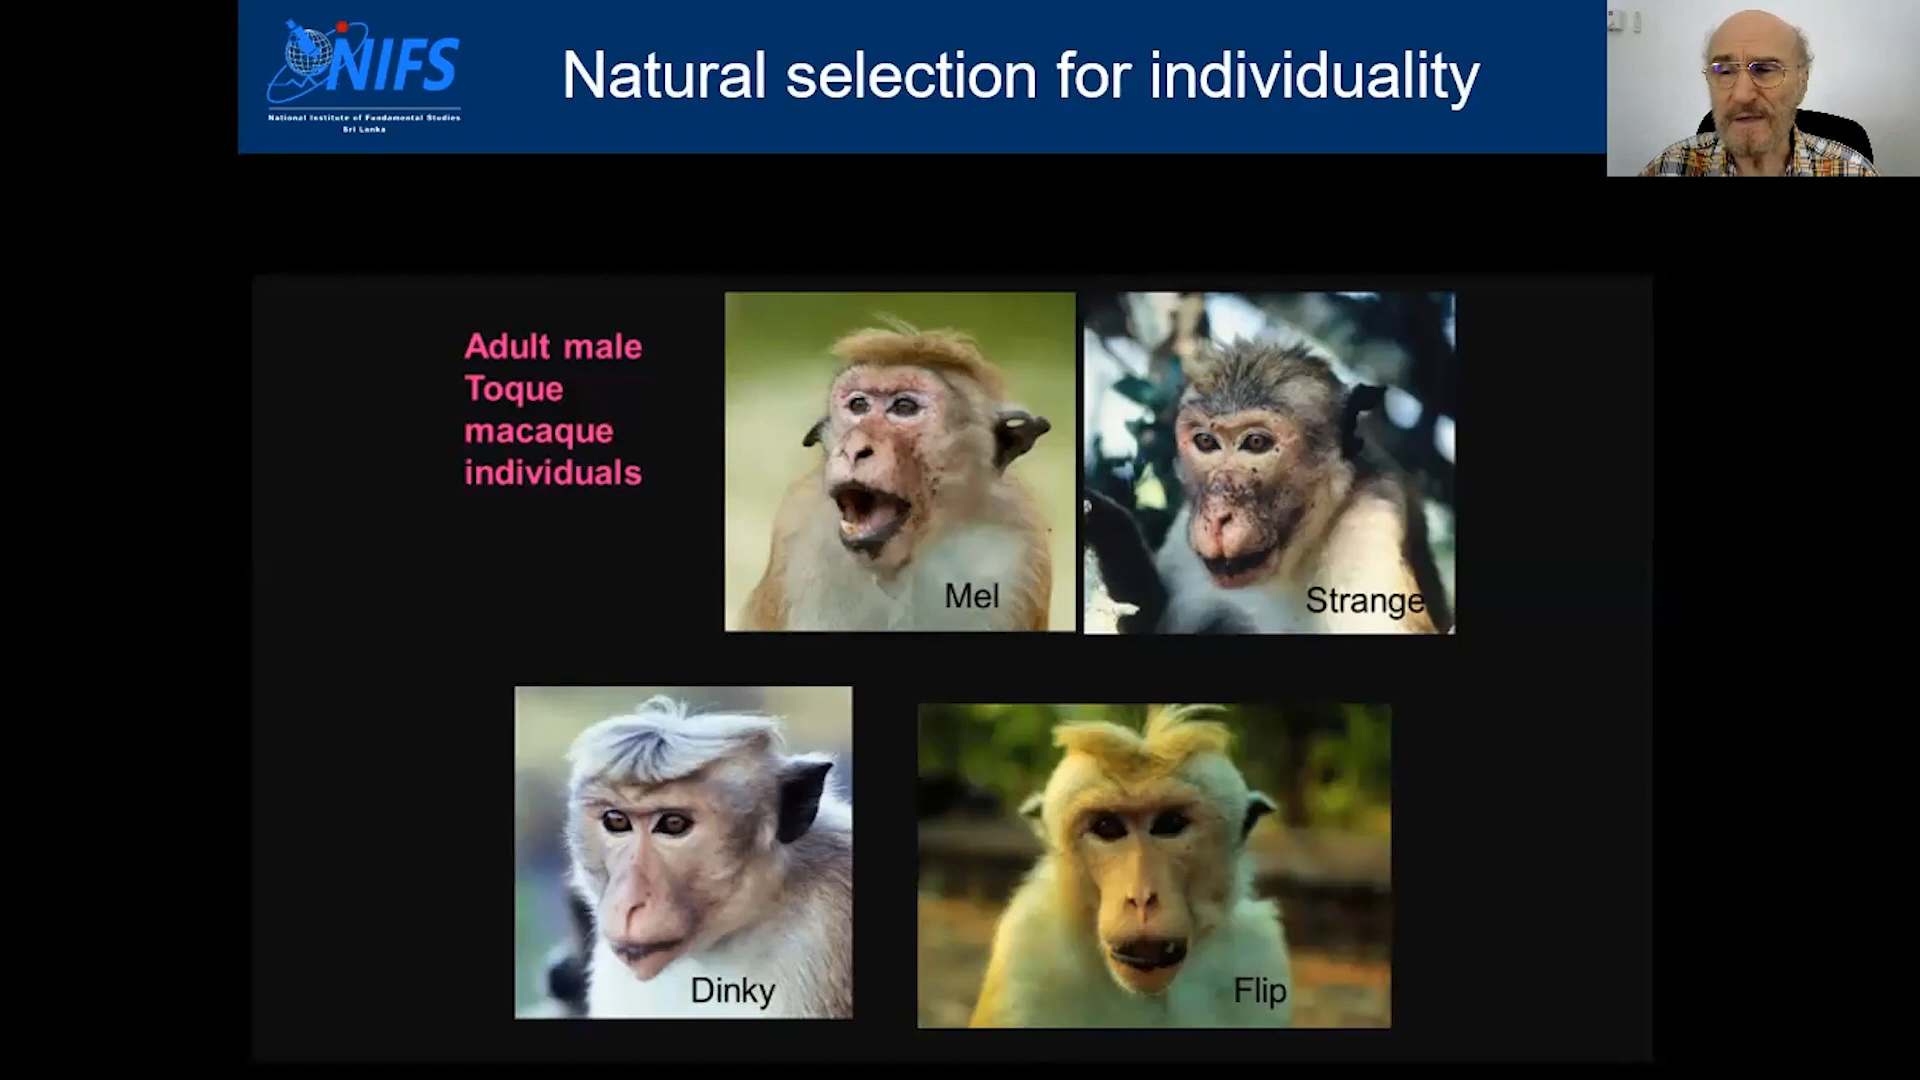 NIFS
National Institute of Fundamental Studies
Sri Lanka
Natural selection for individuality
Adult male
Toque
macaque
individuals
Mel
Strange
Dinky
Flip